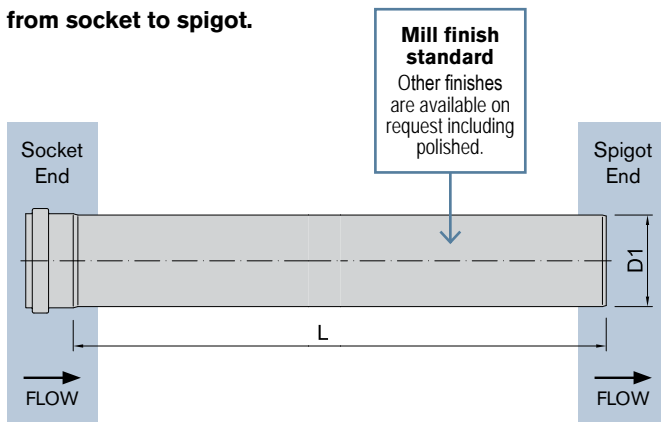 from socket to spigot.
Mill finish
standard
Other finishes
are available on
request including
polished.
Socket
End
Spigot
End
D1
L
FLOW
FLOW